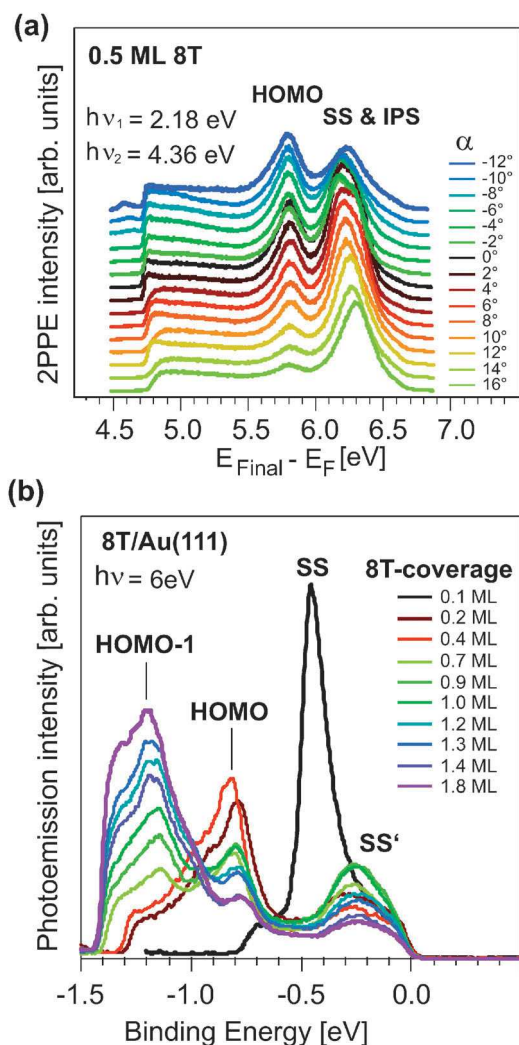 (a)
0.5 ML 8T
hν₁ = 2.18 eV
hν₂ = 4.36 eV
HOMO
SS & IPS
α
-12°
-10°
-8°
-6°
-4°
-2°
0°
2°
4°
6°
8°
10°
12°
14°
16°
2PPE intensity [arb. units]
4.5 5.0 5.5 6.0 6.5 7.0
E_Final - E_F [eV]
(b)
8T/Au(111)
hν = 6eV
SS
8T-coverage
0.1 ML
0.2 ML
0.4 ML
0.7 ML
0.9 ML
1.0 ML
1.2 ML
1.3 ML
1.4 ML
1.8 ML
HOMO-1
HOMO
SS‘
Photoemission intensity [arb. units]
-1.5 -1.0 -0.5 0.0
Binding Energy [eV]